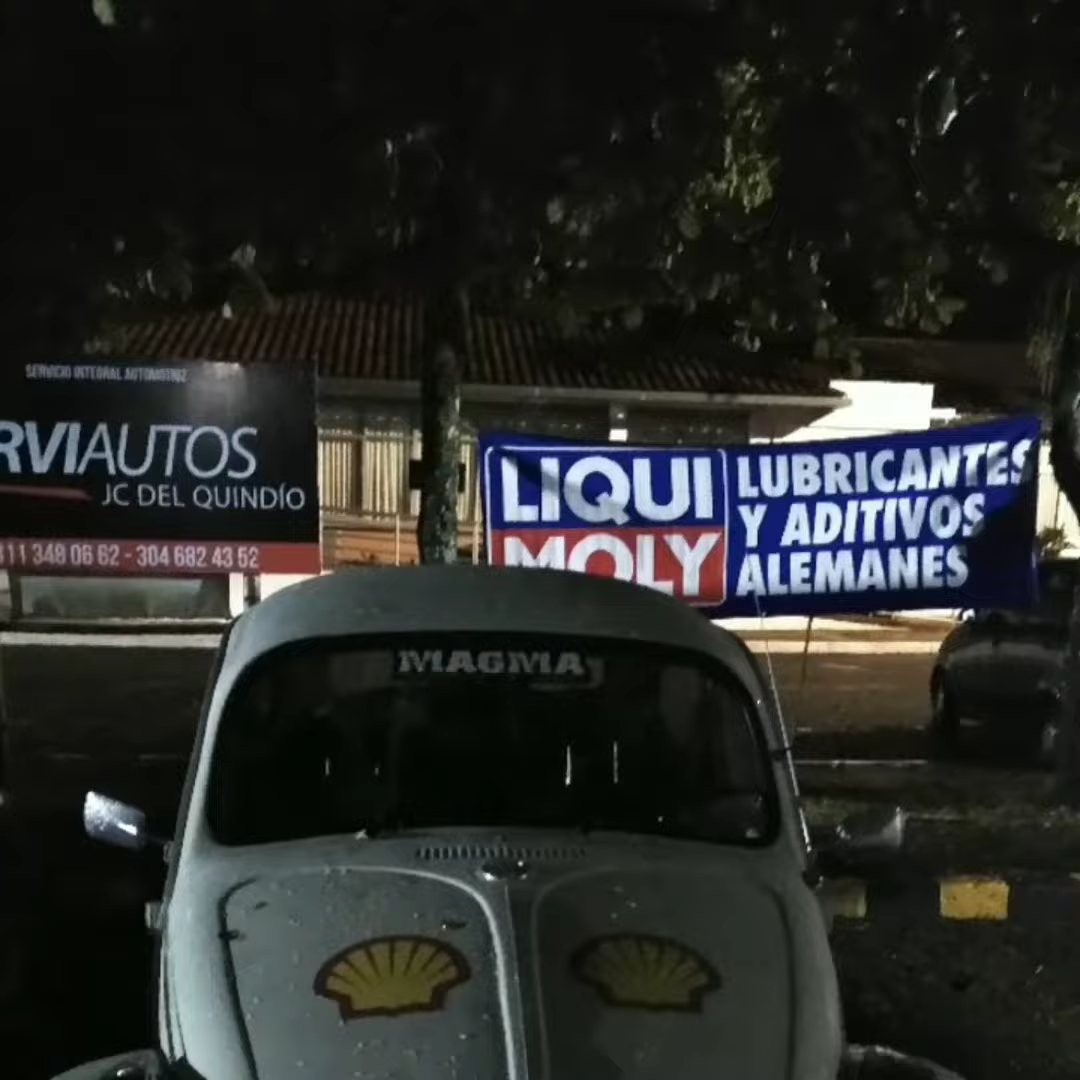 SERVICIO INTEGRAL AUTOMOTRIZ
RVIAUTOS
JC DEL QUINDÍO
311 348 06 62 - 304 682 43 52
LIQUI
MOLY
LUBRICANTES
Y ADITIVOS
ALEMANES
MAGMA